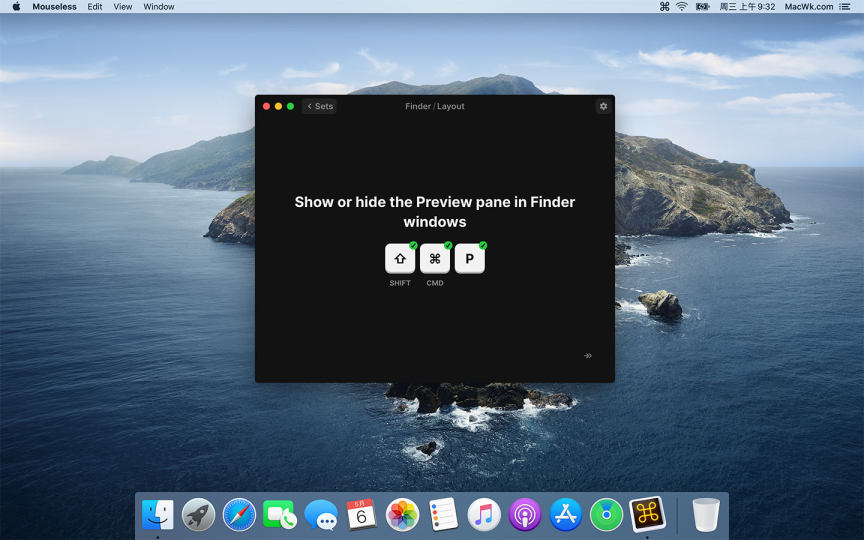 Mouseless Edit View Window 周三 上午9:32 MacWk.com
Sets Finder / Layout
Show or hide the Preview pane in Finder
windows
P
SHIFT CMD
5月
6